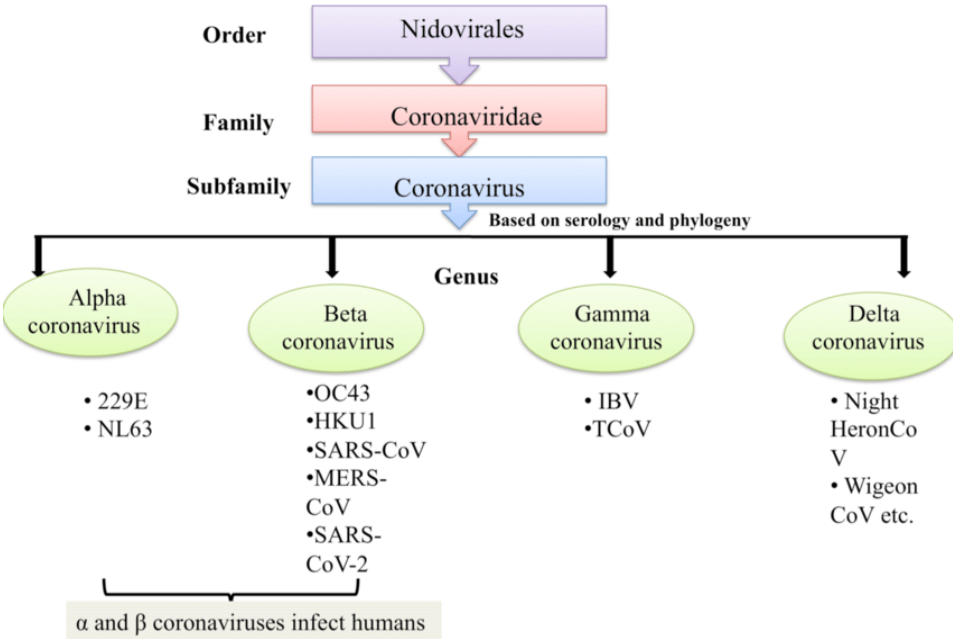 Order
Nidovirales
Family
Coronaviridae
Subfamily
Coronavirus
Based on serology and phylogeny
Genus
Alpha
coronavirus
Beta
coronavirus
Gamma
coronavirus
Delta
coronavirus
• 229E
• NL63
•OC43
•HKU1
•SARS-CoV
•MERS-
CoV
•SARS-
CoV-2
• IBV
•TCoV
• Night
HeronCo
V
• Wigeon
CoV etc.
α and β coronaviruses infect humans